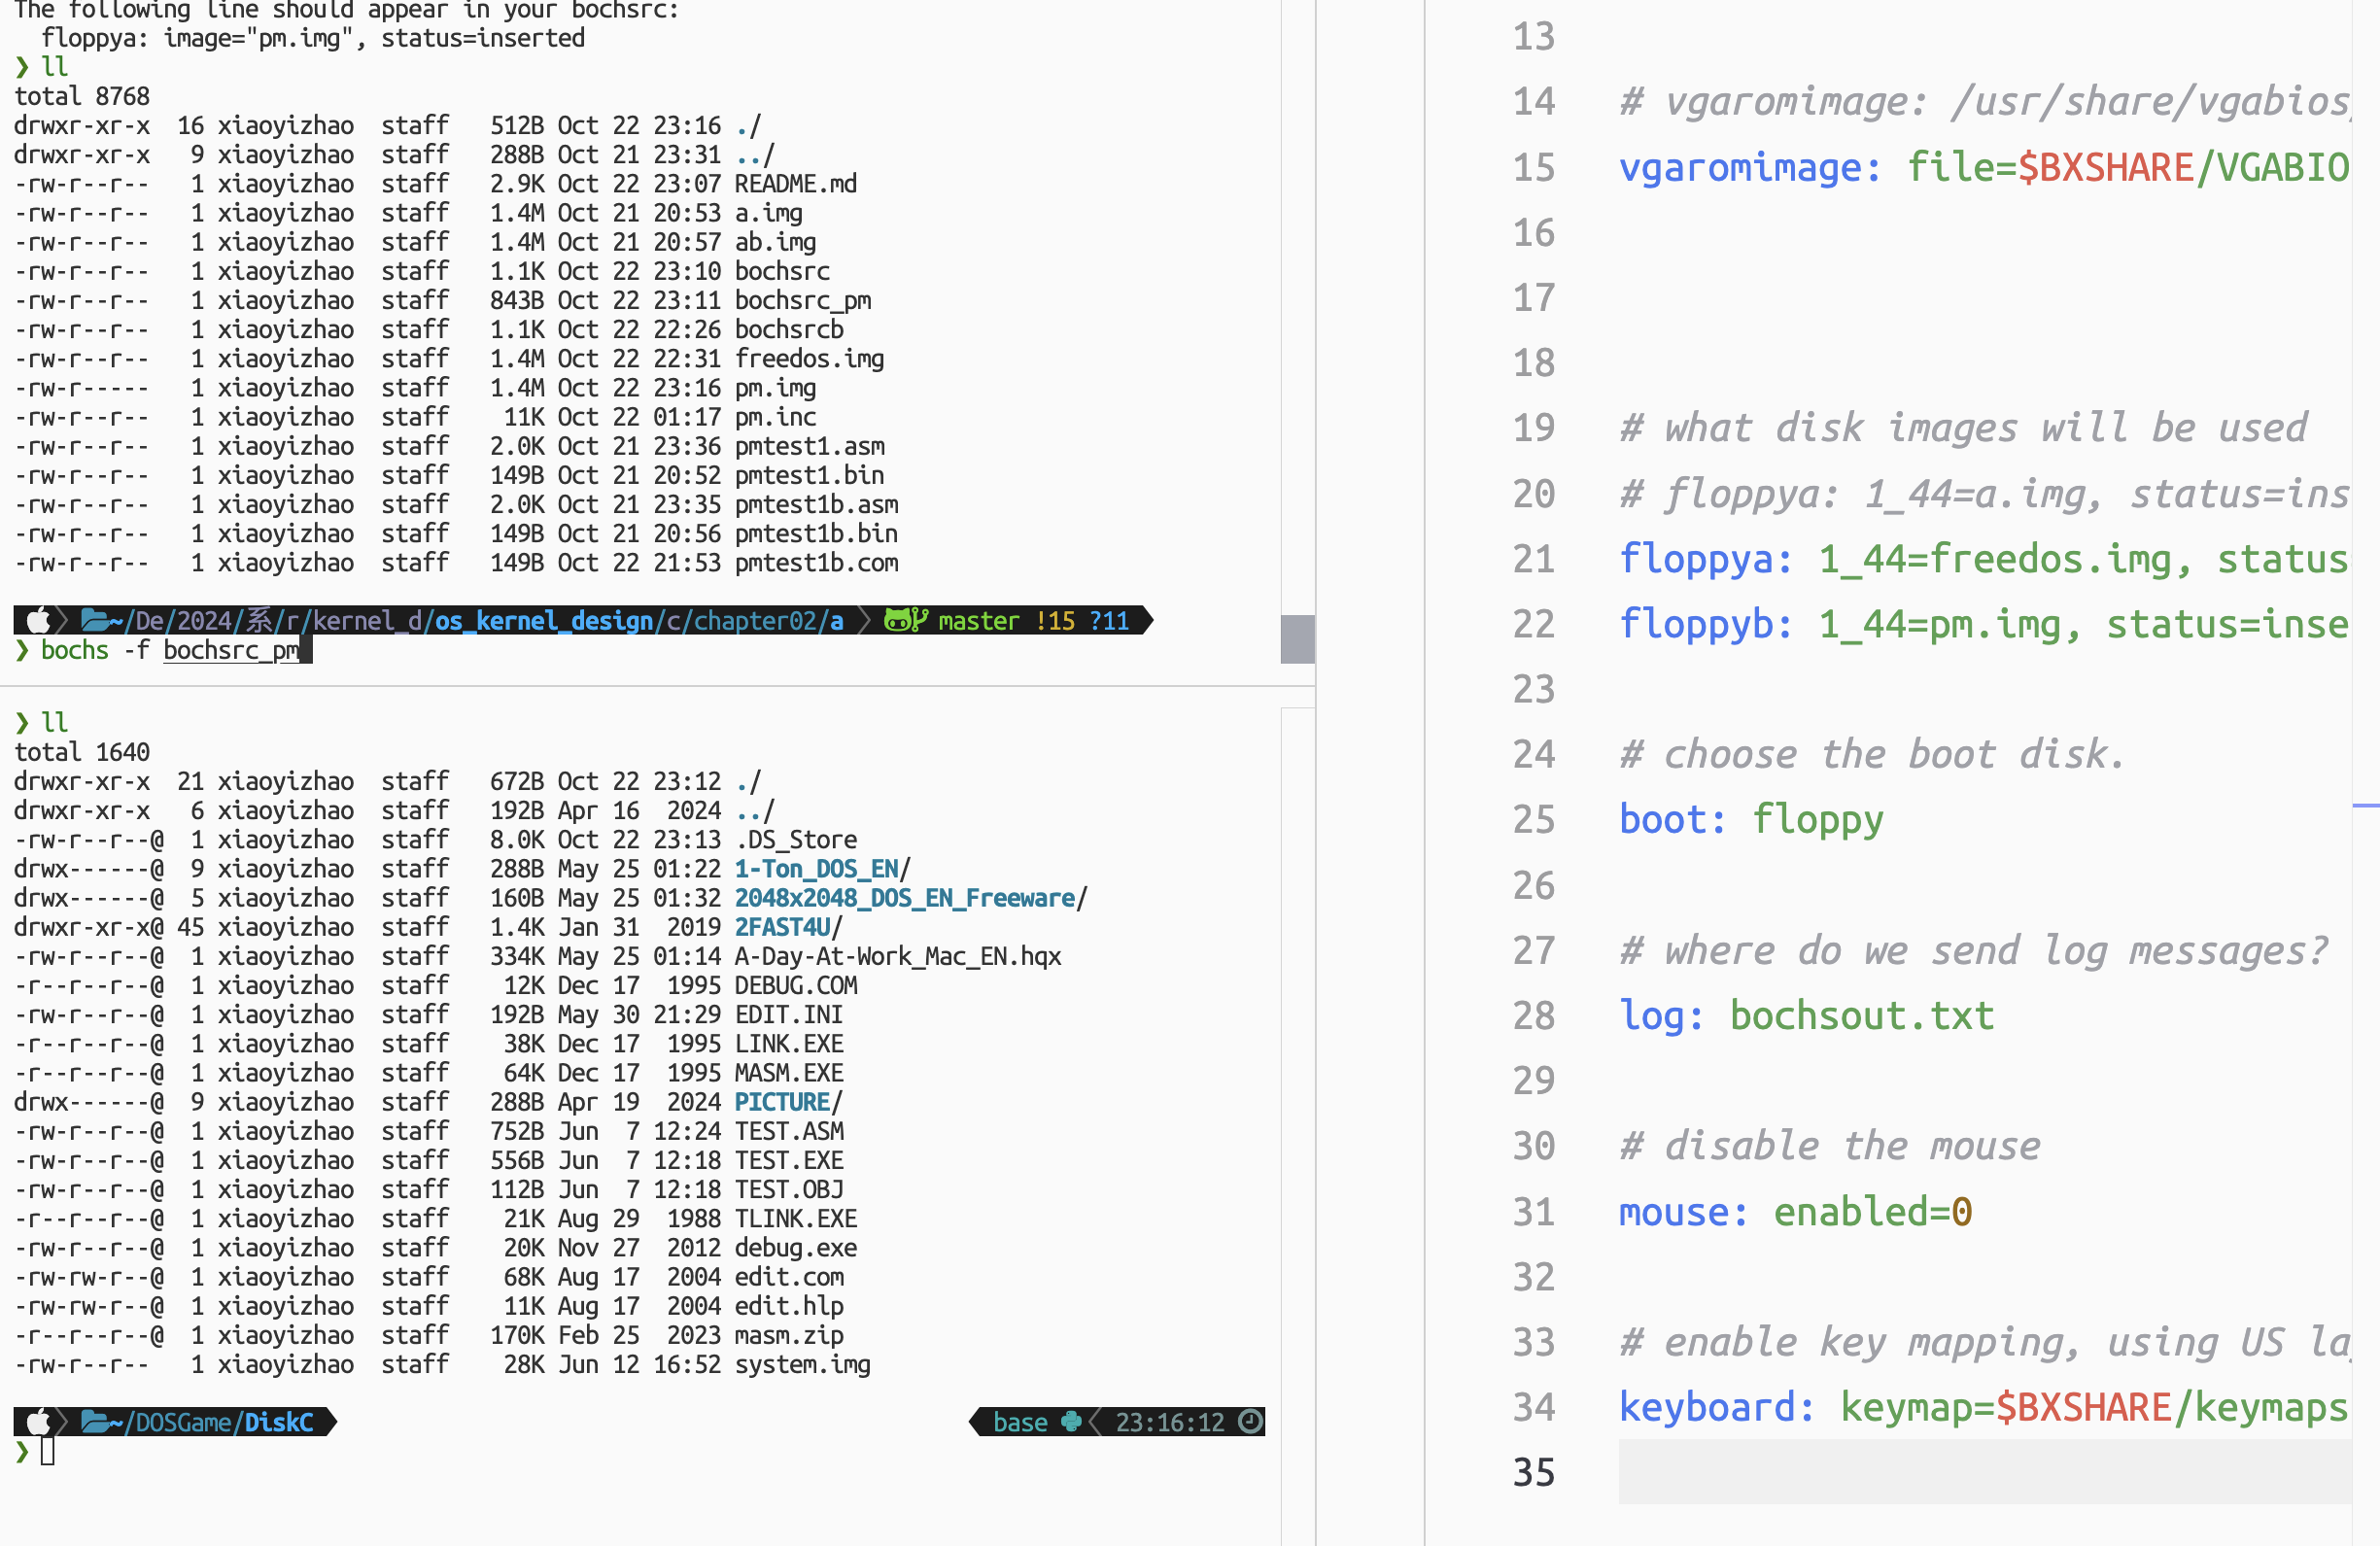 The following line should appear in your bochsrc:
  floppya: image="pm.img", status=inserted
❯ ll
total 8768
drwxr-xr-x  16 xiaoyizhao  staff   512B Oct 22 23:16 ./
drwxr-xr-x   9 xiaoyizhao  staff   288B Oct 21 23:31 ../
-rw-r--r--   1 xiaoyizhao  staff   2.9K Oct 22 23:07 README.md
-rw-r--r--   1 xiaoyizhao  staff   1.4M Oct 21 20:53 a.img
-rw-r--r--   1 xiaoyizhao  staff   1.4M Oct 21 20:57 ab.img
-rw-r--r--   1 xiaoyizhao  staff   1.1K Oct 22 23:10 bochsrc
-rw-r--r--   1 xiaoyizhao  staff   843B Oct 22 23:11 bochsrc_pm
-rw-r--r--   1 xiaoyizhao  staff   1.1K Oct 22 22:26 bochsrcb
-rw-r--r--   1 xiaoyizhao  staff   1.4M Oct 22 22:31 freedos.img
-rw-r-----   1 xiaoyizhao  staff   1.4M Oct 22 23:16 pm.img
-rw-r--r--   1 xiaoyizhao  staff    11K Oct 22 01:17 pm.inc
-rw-r--r--   1 xiaoyizhao  staff   2.0K Oct 21 23:36 pmtest1.asm
-rw-r--r--   1 xiaoyizhao  staff   149B Oct 21 20:52 pmtest1.bin
-rw-r--r--   1 xiaoyizhao  staff   2.0K Oct 21 23:35 pmtest1b.asm
-rw-r--r--   1 xiaoyizhao  staff   149B Oct 21 20:56 pmtest1b.bin
-rw-r--r--   1 xiaoyizhao  staff   149B Oct 22 21:53 pmtest1b.com
~/De/2024/系/r/kernel_d/os_kernel_design/c/chapter02/a master !15 ?11
❯ bochs -f bochsrc_pm
❯ ll
total 1640
drwxr-xr-x  21 xiaoyizhao  staff   672B Oct 22 23:12 ./
drwxr-xr-x   6 xiaoyizhao  staff   192B Apr 16  2024 ../
-rw-r--r--@  1 xiaoyizhao  staff   8.0K Oct 22 23:13 .DS_Store
drwx------@  9 xiaoyizhao  staff   288B May 25 01:22 1-Ton_DOS_EN/
drwx------@  5 xiaoyizhao  staff   160B May 25 01:32 2048x2048_DOS_EN_Freeware/
drwxr-xr-x@ 45 xiaoyizhao  staff   1.4K Jan 31  2019 2FAST4U/
-rw-r--r--@  1 xiaoyizhao  staff   334K May 25 01:14 A-Day-At-Work_Mac_EN.hqx
-r--r--r--@  1 xiaoyizhao  staff    12K Dec 17  1995 DEBUG.COM
-rw-r--r--@  1 xiaoyizhao  staff   192B May 30 21:29 EDIT.INI
-r--r--r--@  1 xiaoyizhao  staff    38K Dec 17  1995 LINK.EXE
-r--r--r--@  1 xiaoyizhao  staff    64K Dec 17  1995 MASM.EXE
drwx------@  9 xiaoyizhao  staff   288B Apr 19  2024 PICTURE/
-rw-r--r--@  1 xiaoyizhao  staff   752B Jun  7 12:24 TEST.ASM
-rw-r--r--@  1 xiaoyizhao  staff   556B Jun  7 12:18 TEST.EXE
-rw-r--r--@  1 xiaoyizhao  staff   112B Jun  7 12:18 TEST.OBJ
-r--r--r--@  1 xiaoyizhao  staff    21K Aug 29  1988 TLINK.EXE
-rw-r--r--@  1 xiaoyizhao  staff    20K Nov 27  2012 debug.exe
-rw-rw-r--@  1 xiaoyizhao  staff    68K Aug 17  2004 edit.com
-rw-rw-r--@  1 xiaoyizhao  staff    11K Aug 17  2004 edit.hlp
-r--r--r--@  1 xiaoyizhao  staff   170K Feb 25  2023 masm.zip
-rw-r--r--   1 xiaoyizhao  staff    28K Jun 12 16:52 system.img
~/DOSGame/DiskC base 23:16:12
❯
13
14 # vgaromimage: /usr/share/vgabios/
15 vgaromimage: file=$BXSHARE/VGABIO
16
17
18
19 # what disk images will be used
20 # floppya: 1_44=a.img, status=ins
21 floppya: 1_44=freedos.img, status
22 floppyb: 1_44=pm.img, status=inse
23
24 # choose the boot disk.
25 boot: floppy
26
27 # where do we send log messages?
28 log: bochsout.txt
29
30 # disable the mouse
31 mouse: enabled=0
32
33 # enable key mapping, using US la
34 keyboard: keymap=$BXSHARE/keymaps
35